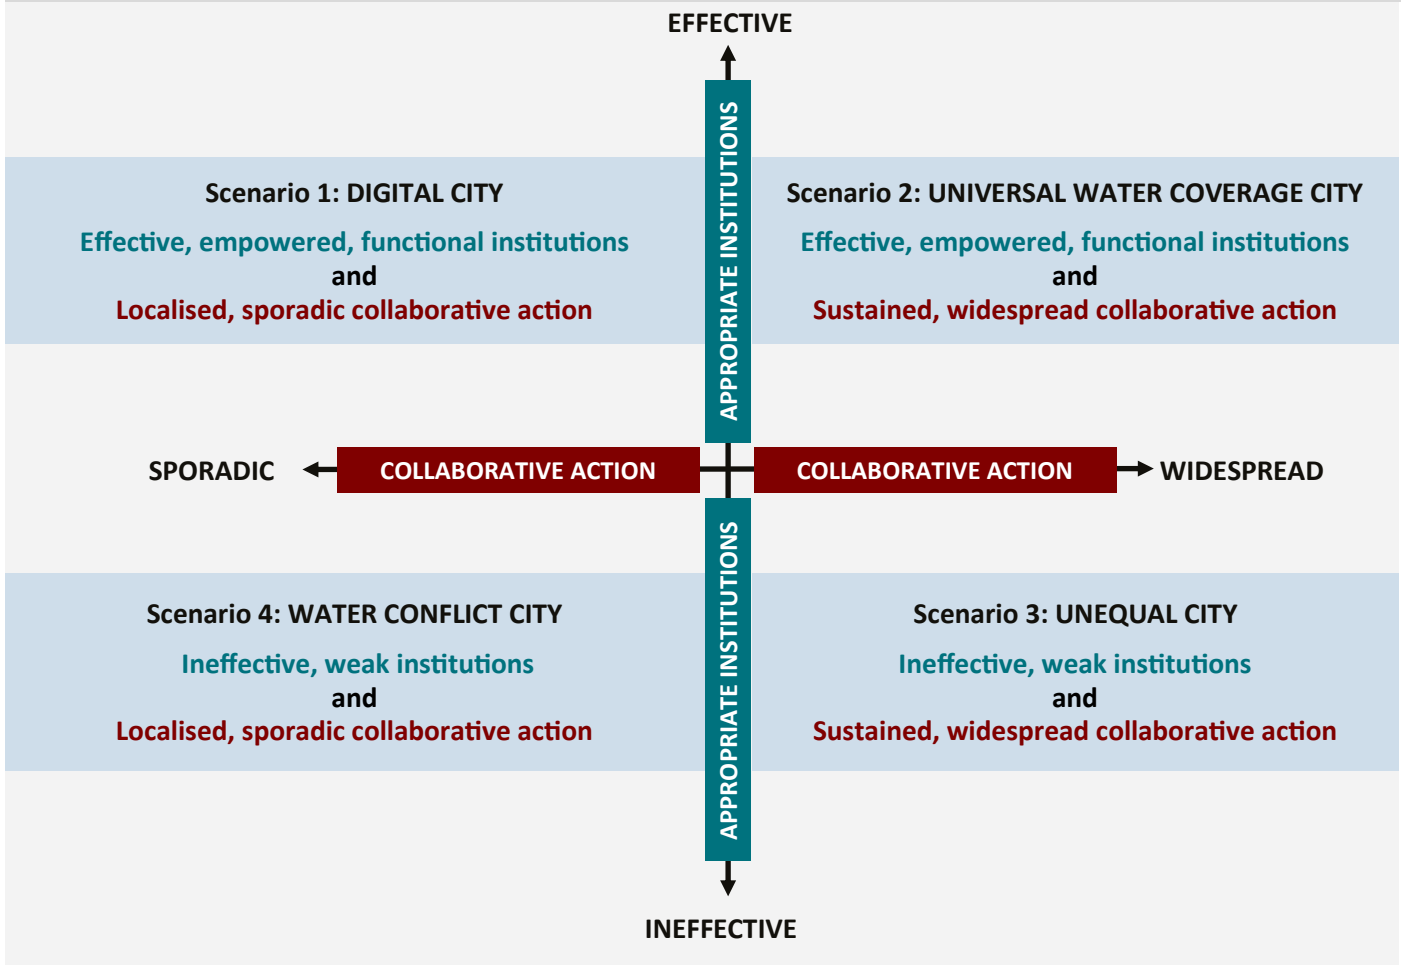 EFFECTIVE
APPROPRIATE INSTITUTIONS
Scenario 1: DIGITAL CITY
Effective, empowered, functional institutions
and
Localised, sporadic collaborative action
Scenario 2: UNIVERSAL WATER COVERAGE CITY
Effective, empowered, functional institutions
and
Sustained, widespread collaborative action
SPORADIC
COLLABORATIVE ACTION
COLLABORATIVE ACTION
WIDESPREAD
Scenario 4: WATER CONFLICT CITY
Ineffective, weak institutions
and
Localised, sporadic collaborative action
APPROPRIATE INSTITUTIONS
Scenario 3: UNEQUAL CITY
Ineffective, weak institutions
and
Sustained, widespread collaborative action
INEFFECTIVE